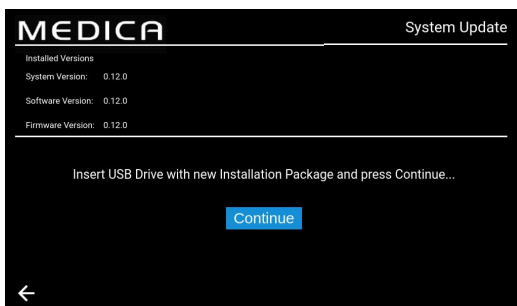 MEDICA
System Update
Installed Versions
System Version: 0.12.0
Software Version: 0.12.0
Firmware Version: 0.12.0
Insert USB Drive with new Installation Package and press Continue...
Continue